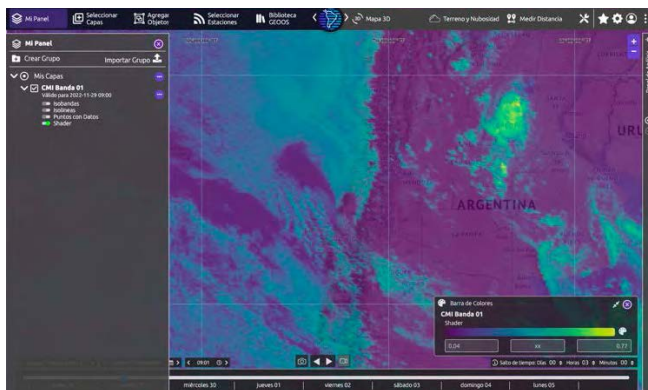 Mi Panel
Seleccionar Capas
Agregar Objetos
Seleccionar Estaciones
Biblioteca GEOOS
Mapa 3D
Terreno y Nubosidad
Medir Distancia
Mi Panel
Crear Grupo
Importar Grupo
Mis Capas
CMI Banda 01
Válido para 2022-11-29 09:00
Isobandas
Isolíneas
Puntos con Datos
Shader
URU
ARGENTINA
Barra de Colores
CMI Banda 01
Shader
0.04
xx
0.77
09:01
Salto de tiempo: Días 00 Horas 03 Minutos 00
miércoles 30
jueves 01
viernes 02
sábado 03
domingo 04
lunes 05